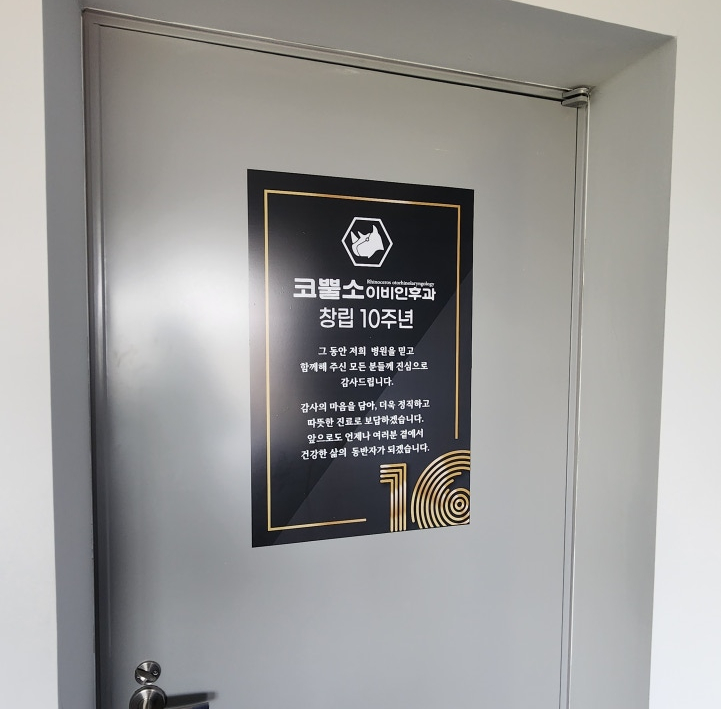 Rhinoceros otorhinolaryngology
코뿔소이비인후과
창립 10주년
그 동안 저희 병원을 믿고
함께해 주신 모든 분들께 진심으로
감사드립니다.
감사의 마음을 담아, 더욱 정직하고
따뜻한 진료로 보답하겠습니다.
앞으로도 언제나 여러분 곁에서
건강한 삶의 동반자가 되겠습니다.
10